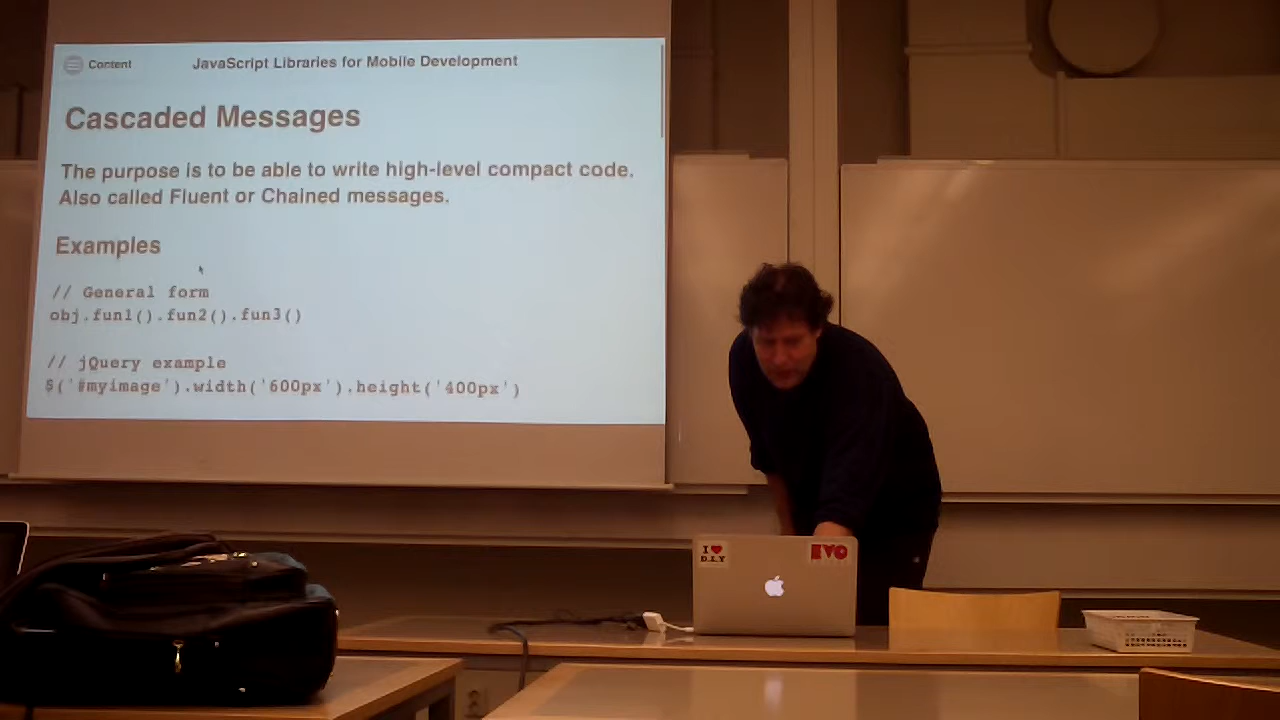 Content
JavaScript Libraries for Mobile Development
Cascaded Messages
The purpose is to be able to write high-level compact code.
Also called Fluent or Chained messages.
Examples
// General form
obj.fun1().fun2().fun3()
// jQuery example
$('#myimage').width('600px').height('400px')
I ♥
D.I.Y
EVO